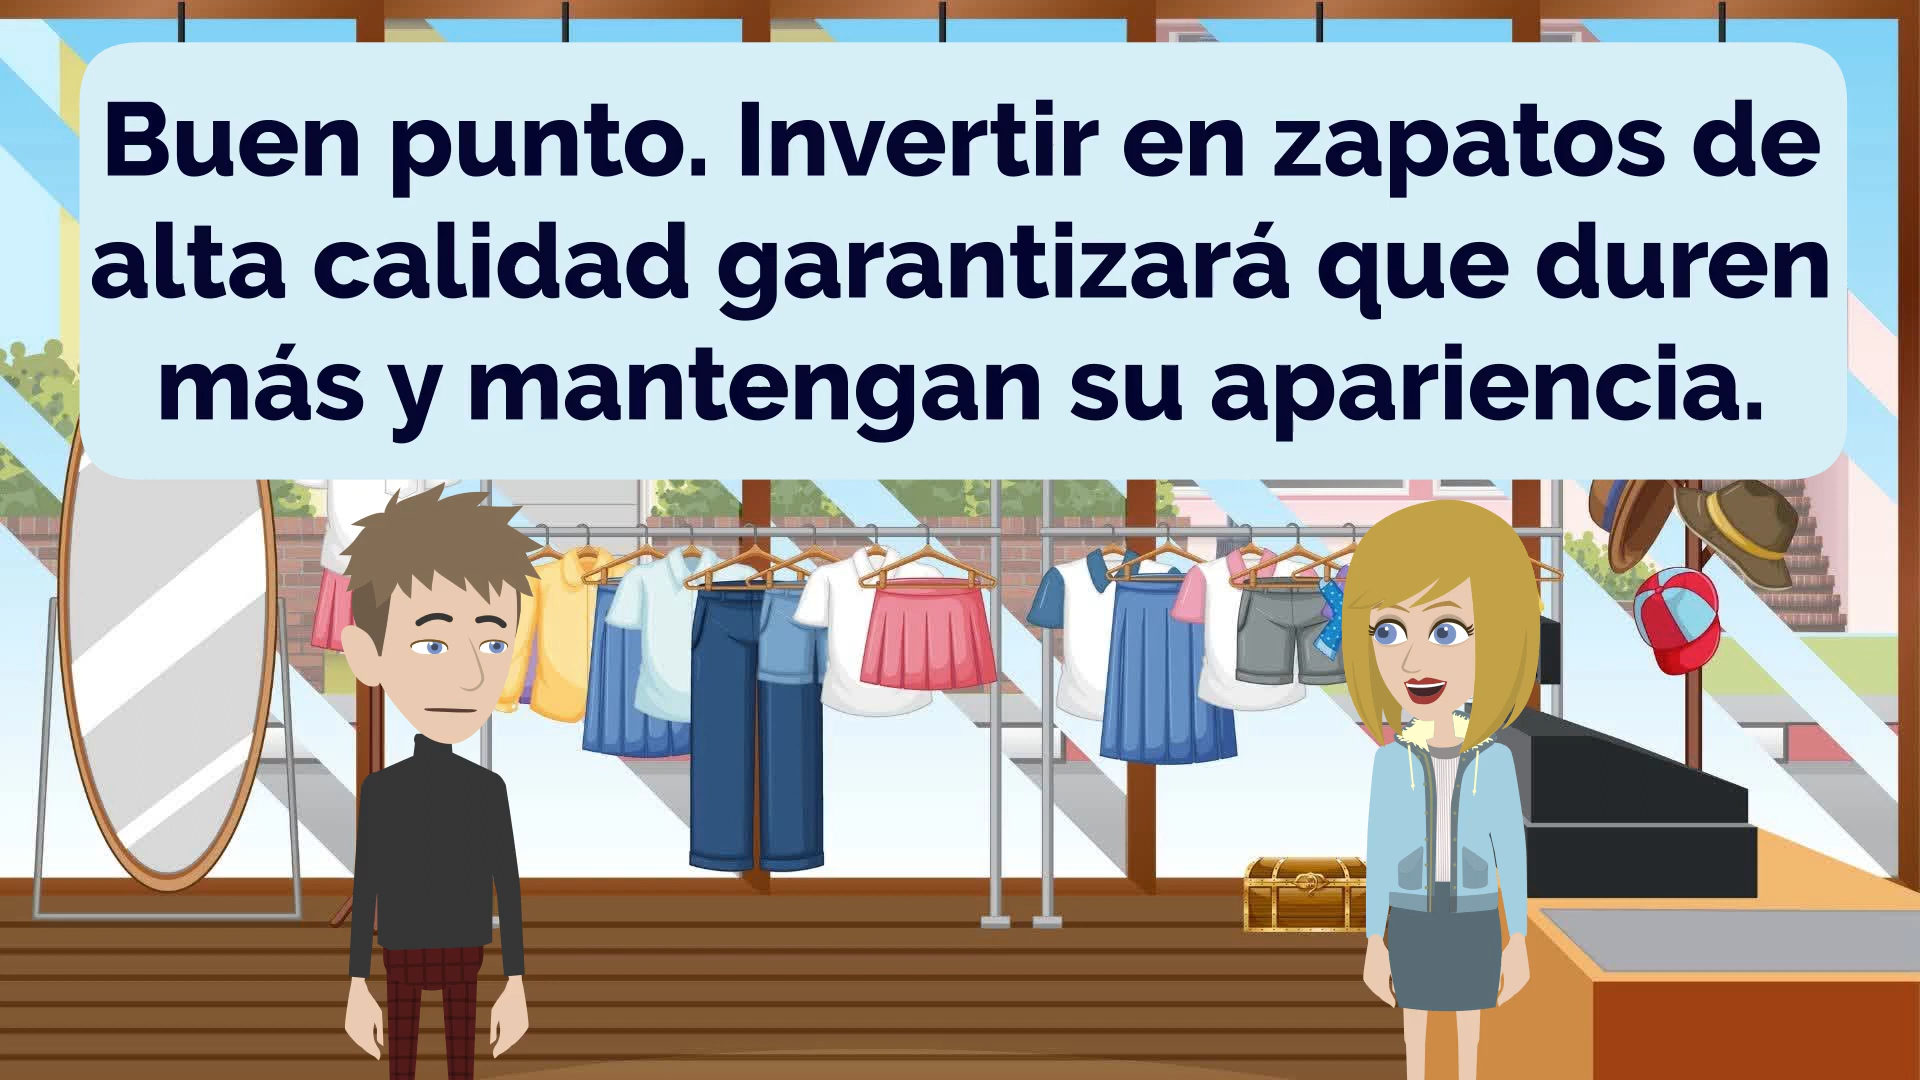 Buen punto. Invertir en zapatos de
alta calidad garantizará que duren
más y mantengan su apariencia.